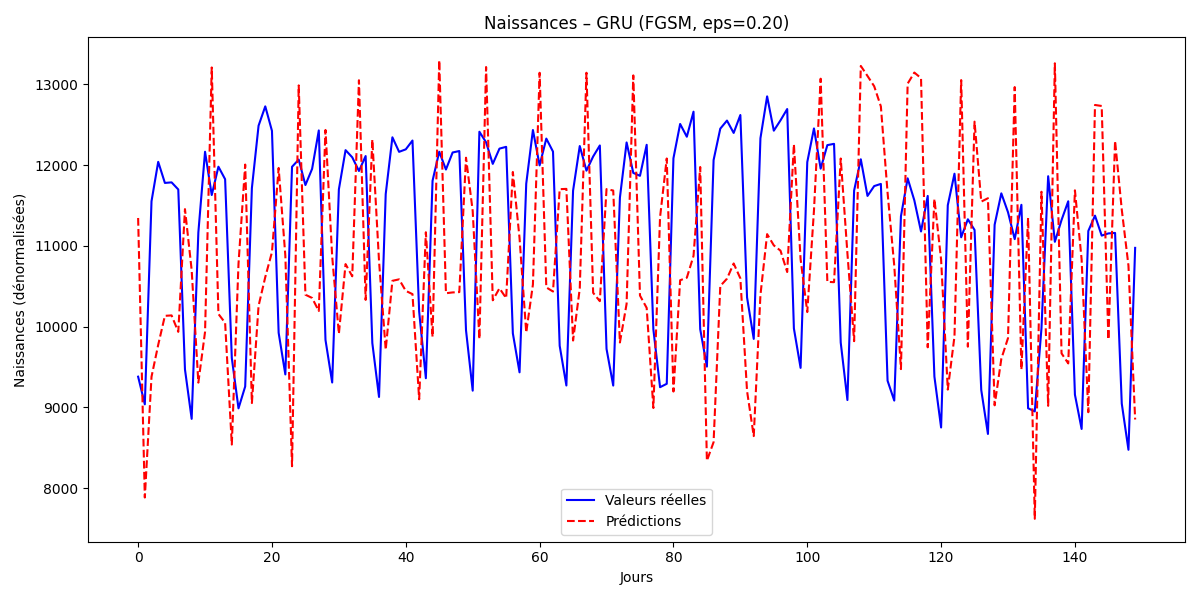 Naissances – GRU (FGSM, eps=0.20)
Naissances (dénormalisées)
13000
12000
11000
10000
9000
8000
Valeurs réelles
Prédictions
0 20 40 60 80 100 120 140
Jours